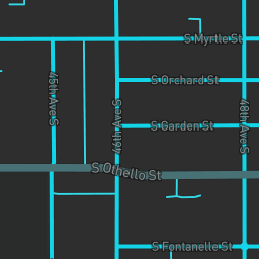 S Myrtle St
S Orchard St
45th Ave S
46th Ave S
48th Ave S
S Garden St
S Othello St
S Fontanelle St